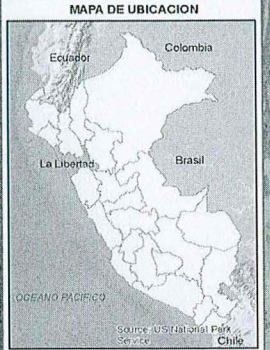 MAPA DE UBICACION
Colombia
Ecuador
La Libertad
Brasil
OCEANO PACIFICO
Source: US National Park
Service
Chile